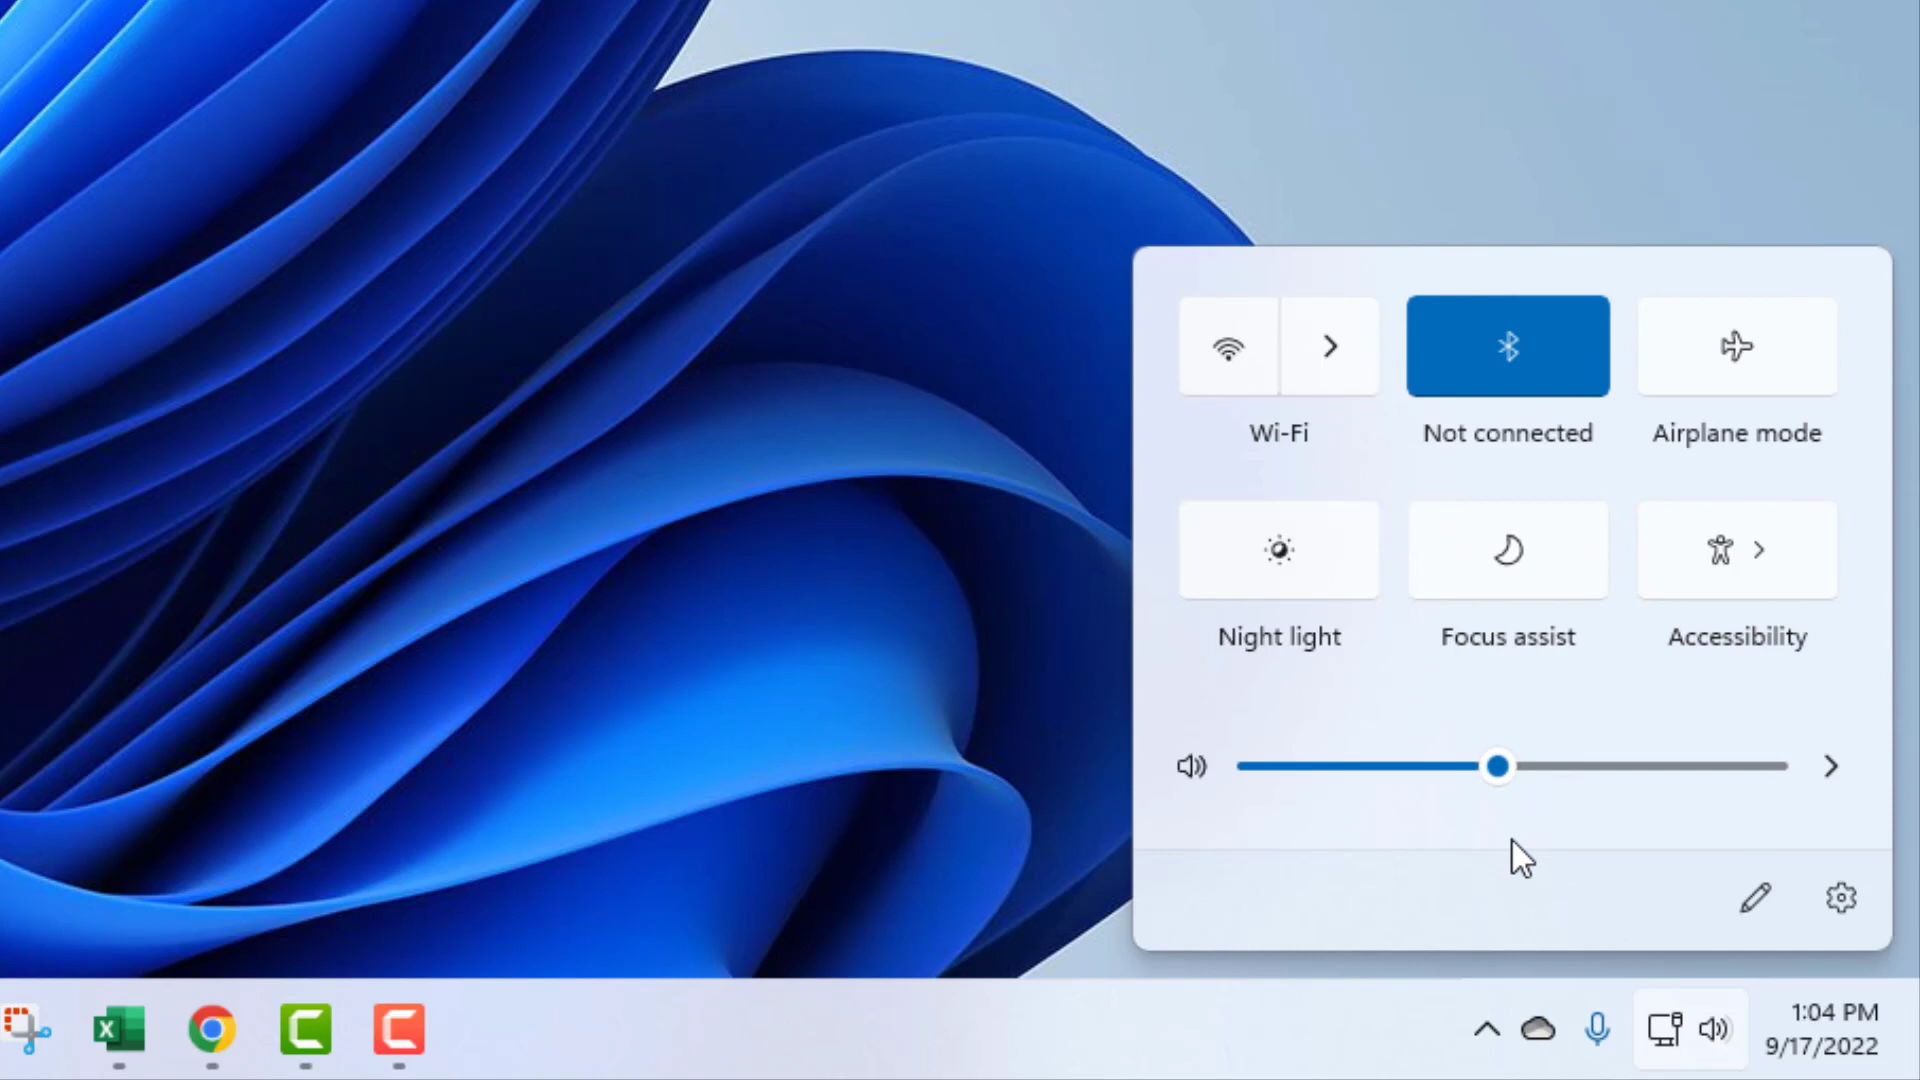 Wi-Fi
Not connected
Airplane mode
Night light
Focus assist
Accessibility
1:04 PM
9/17/2022